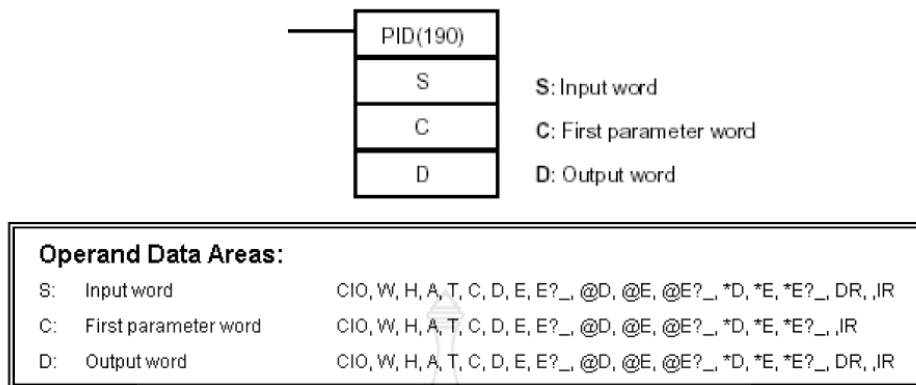 PID(190)
S
S: Input word
C
C: First parameter word
D
D: Output word
Operand Data Areas:
S: Input word CIO, W, H, A, T, C, D, E, E?_, @D, @E, @E?_, *D, *E, *E?_, DR, ,IR
C: First parameter word CIO, W, H, A, T, C, D, E, E?_, @D, @E, @E?_, *D, *E, *E?_, ,IR
D: Output word CIO, W, H, A, T, C, D, E, E?_, @D, @E, @E?_, *D, *E, *E?_, DR, ,IR